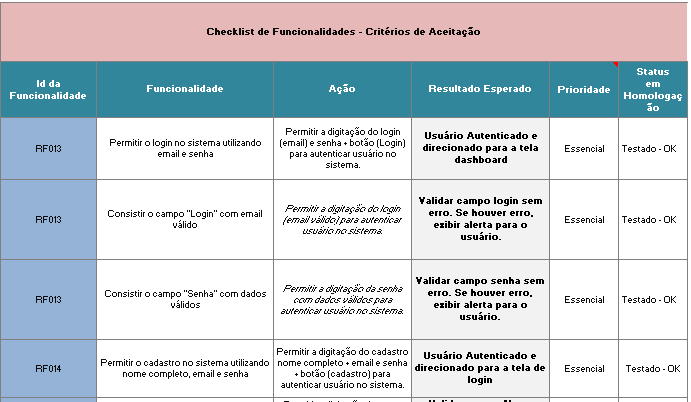 Checklist de Funcionalidades - Critérios de Aceitação
Id da
Funcionalidade
Funcionalidade
Ação
Resultado Esperado
Prioridade
Status
em
Homologaç
ão
RF013
Permitir o login no sistema utilizando
email e senha
Permitir a digitação do login
(email) e senha + botão (Login)
para autenticar usuário no
sistema.
Usuário Autenticado e
direcionado para a tela
dashboard
Essencial
Testado - OK
RF013
Consistir o campo "Login" com email
válido
Permitir a digitação do login
(email válido) para autenticar
usuário no sistema.
Validar campo login sem
erro. Se houver erro,
exibir alerta para o
usuário.
Essencial
Testado - OK
RF013
Consistir o campo "Senha" com dados
válidos
Permitir a digitação da senha
com dados válidos para
autenticar usuário no sistema.
Validar campo senha sem
erro. Se houver erro,
exibir alerta para o
usuário.
Essencial
Testado - OK
RF014
Permitir o cadastro no sistema utilizando
nome completo, email e senha
Permitir a digitação do cadastro
nome completo + email e senha
+ botão (cadastro) para
autenticar usuário no sistema.
Usuário Autenticado e
direcionado para a tela de
login
Essencial
Testado - OK